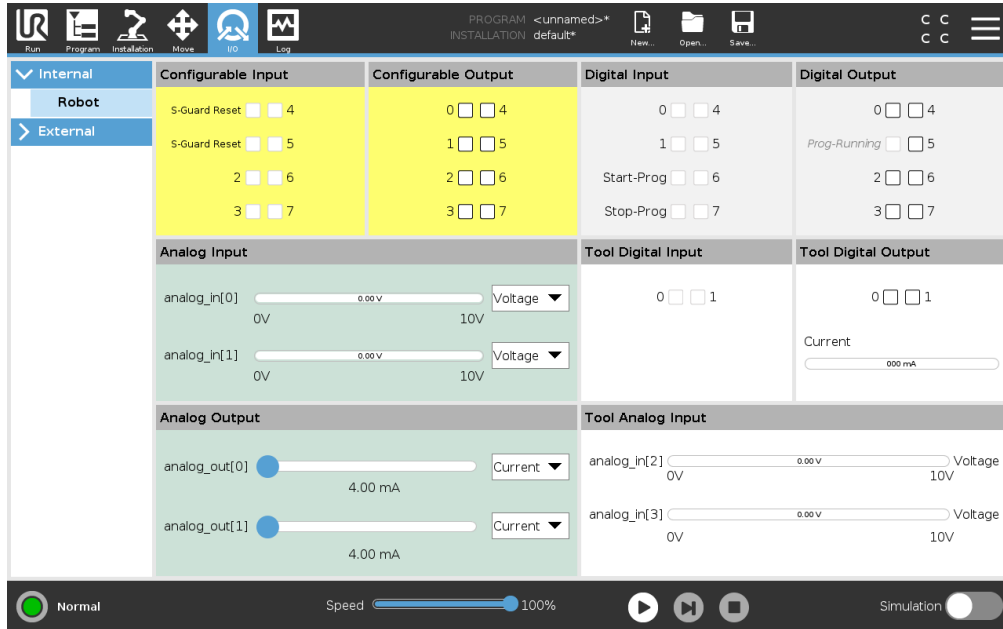 UR
PROGRAM <unnamed>*
INSTALLATION default*
C C
C C
Run Program Installation Move I/O Log New... Open... Save...
Internal
Robot
External
Configurable Input
S-Guard Reset 4
S-Guard Reset 5
2 6
3 7
Configurable Output
0 4
1 5
2 6
3 7
Digital Input
0 4
1 5
Start-Prog 6
Stop-Prog 7
Digital Output
0 4
Prog-Running 5
2 6
3 7
Analog Input
analog_in[0] 0.00 V Voltage
0V 10V
analog_in[1] 0.00 V Voltage
0V 10V
Tool Digital Input
0 1
Tool Digital Output
0 1
Current
000 mA
Analog Output
analog_out[0] Current
4.00 mA
analog_out[1] Current
4.00 mA
Tool Analog Input
analog_in[2] 0.00 V Voltage
0V 10V
analog_in[3] 0.00 V Voltage
0V 10V
Normal Speed 100% Simulation